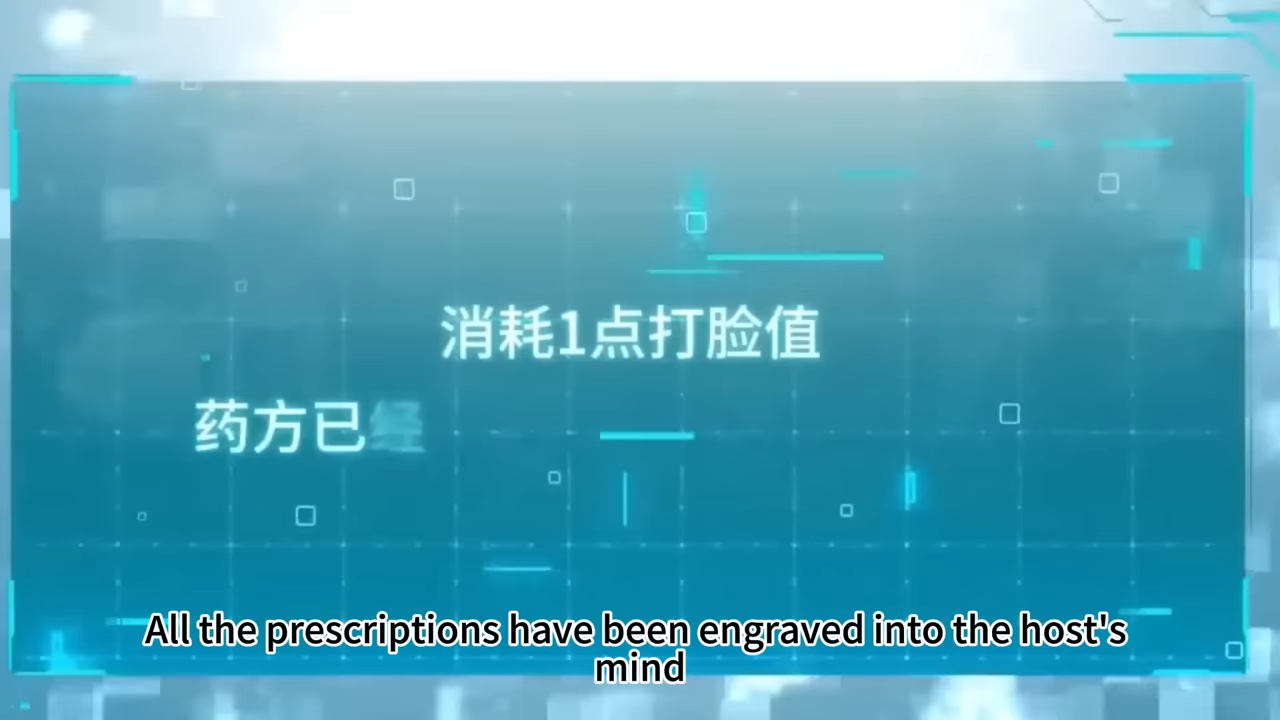 消耗1点打脸值
药方已经
All the prescriptions have been engraved into the host's
mind